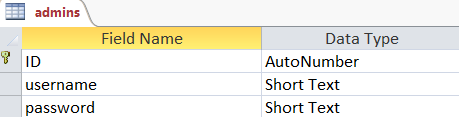 admins
Field Name Data Type
ID AutoNumber
username Short Text
password Short Text